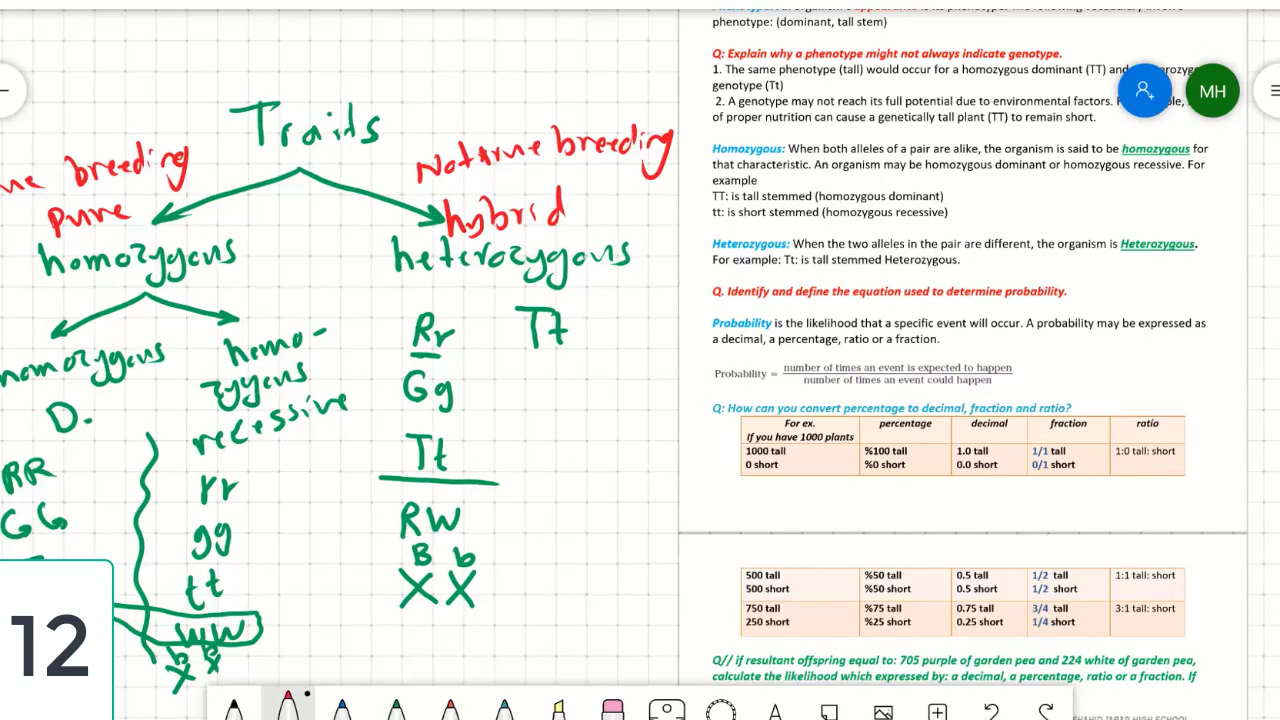 Traits
breeding
pure
homozygous
Not true breeding
hybrid
heterozygous
homozygous
D.
RR
GG
homo-
zygous
recessive
rr
gg
tt
WW
b b
X X
Rr
Tt
Gg
Tt
RW
B b
X X
12
phenotype: (dominant, tall stem)
Q: Explain why a phenotype might not always indicate genotype.
1. The same phenotype (tall) would occur for a homozygous dominant (TT) and
genotype (Tt)
2. A genotype may not reach its full potential due to environmental factors.
of proper nutrition can cause a genetically tall plant (TT) to remain short.
MH
Homozygous: When both alleles of a pair are alike, the organism is said to be homozygous for
that characteristic. An organism may be homozygous dominant or homozygous recessive. For
example
TT: is tall stemmed (homozygous dominant)
tt: is short stemmed (homozygous recessive)
Heterozygous: When the two alleles in the pair are different, the organism is Heterozygous.
For example: Tt: is tall stemmed Heterozygous.
Q. Identify and define the equation used to determine probability.
Probability is the likelihood that a specific event will occur. A probability may be expressed as
a decimal, a percentage, ratio or a fraction.
Probability = number of times an event is expected to happen
number of times an event could happen
Q: How can you convert percentage to decimal, fraction and ratio?
For ex. percentage decimal fraction ratio
If you have 1000 plants
1000 tall %100 tall 1.0 tall 1/1 tall 1:0 tall: short
0 short %0 short 0.0 short 0/1 short
500 tall %50 tall 0.5 tall 1/2 tall 1:1 tall: short
500 short %50 short 0.5 short 1/2 short
750 tall %75 tall 0.75 tall 3/4 tall 3:1 tall: short
250 short %25 short 0.25 short 1/4 short
Q// if resultant offspring equal to: 705 purple of garden pea and 224 white of garden pea,
calculate the likelihood which expressed by: a decimal, a percentage, ratio or a fraction. If